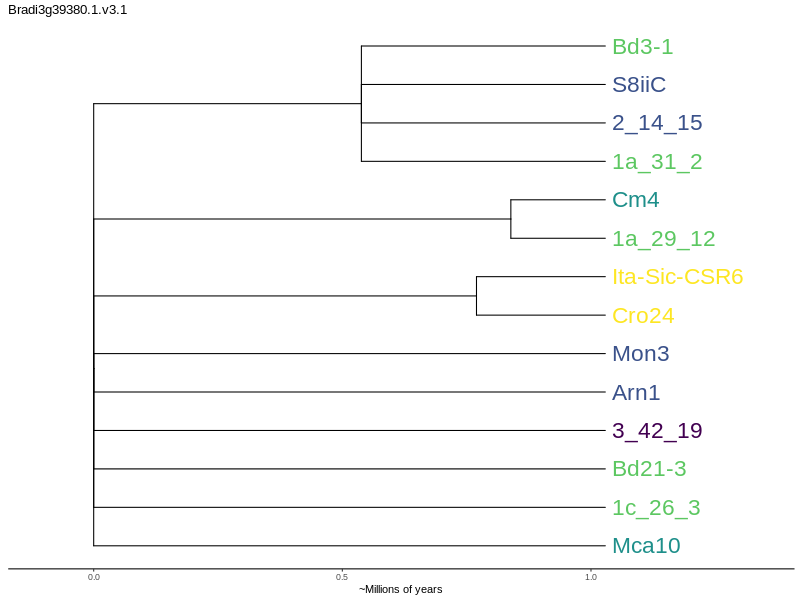 Bradi3g39380.1.v3.1
Bd3-1
S8iiC
2_14_15
1a_31_2
Cm4
1a_29_12
Ita-Sic-CSR6
Cro24
Mon3
Arn1
3_42_19
Bd21-3
1c_26_3
Mca10
0.0 0.5 1.0
~Millions of years